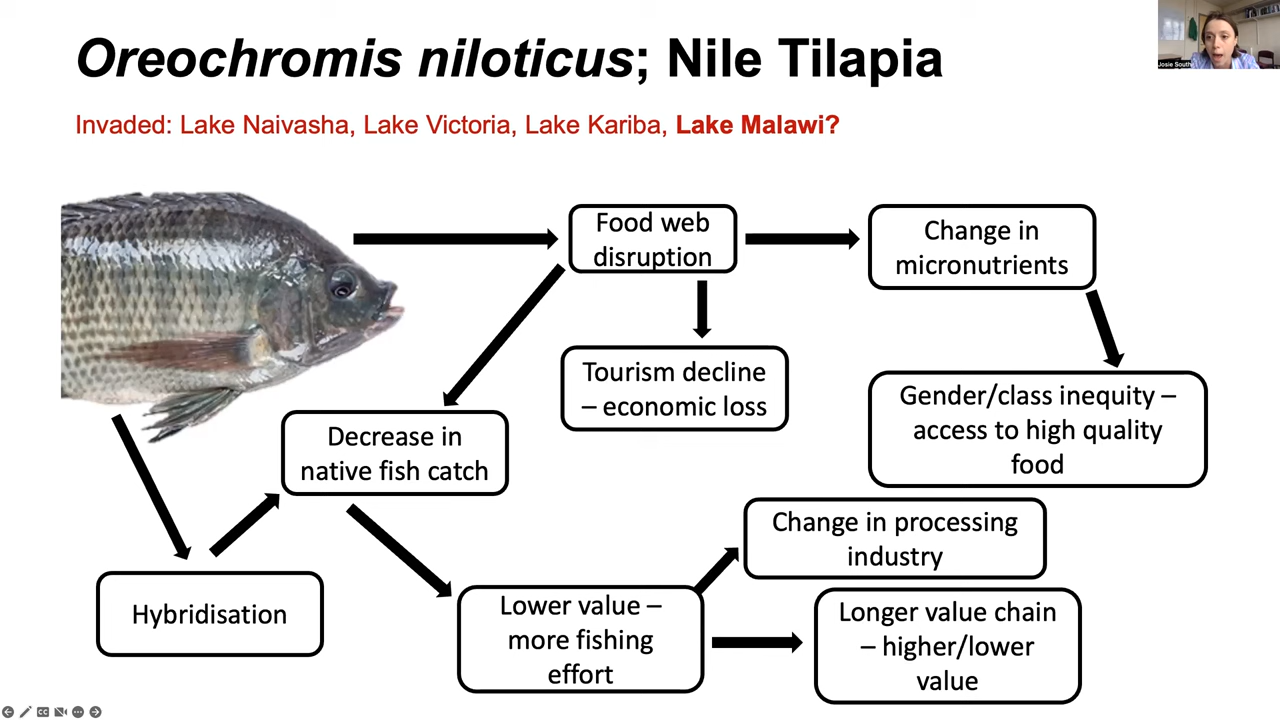 Oreochromis niloticus; Nile Tilapia
Invaded: Lake Naivasha, Lake Victoria, Lake Kariba, Lake Malawi?
Josie South
Food web
disruption
Change in
micronutrients
Tourism decline
– economic loss
Gender/class inequity –
access to high quality
food
Decrease in
native fish catch
Change in processing
industry
Hybridisation
Lower value –
more fishing
effort
Longer value chain
– higher/lower
value